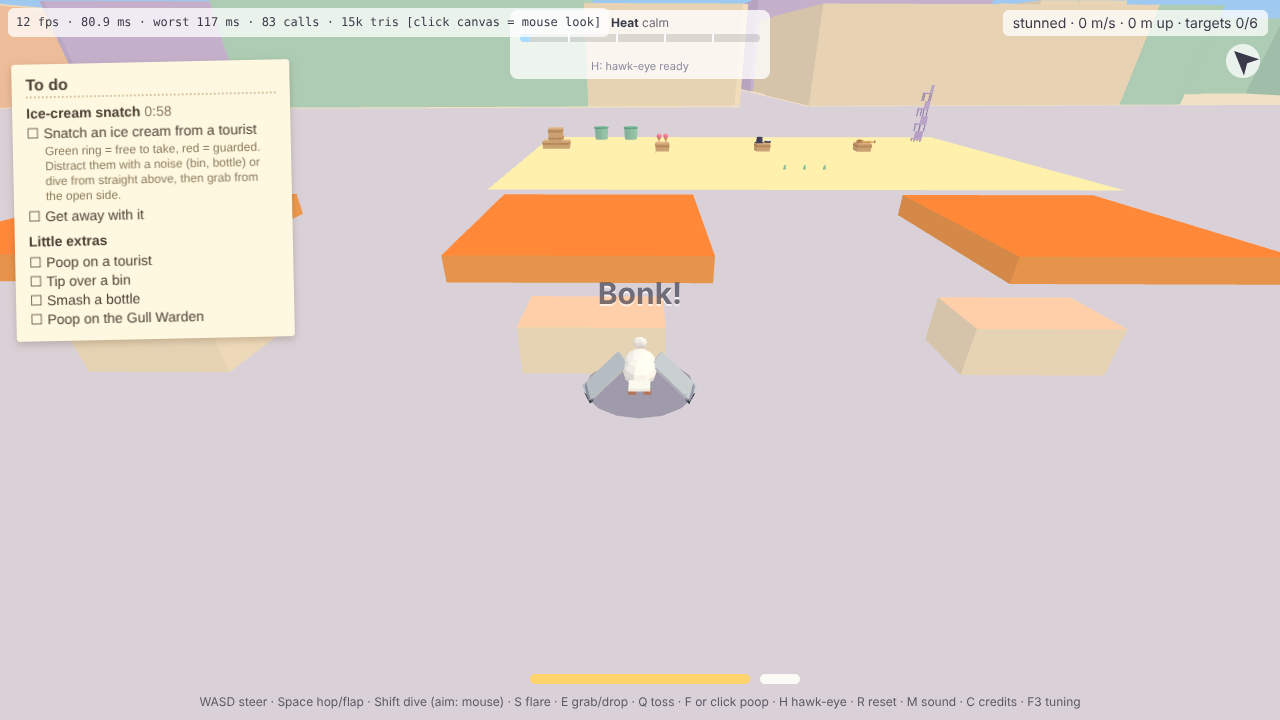 12 fps · 80.9 ms · worst 117 ms · 83 calls · 15k tris [click canvas = mouse look]
Heat calm
H: hawk-eye ready
stunned · 0 m/s · 0 m up · targets 0/6
To do
Ice-cream snatch 0:58
Snatch an ice cream from a tourist
Green ring = free to take, red = guarded.
Distract them with a noise (bin, bottle) or
dive from straight above, then grab from
the open side.
Get away with it
Little extras
Poop on a tourist
Tip over a bin
Smash a bottle
Poop on the Gull Warden
Bonk!
WASD steer · Space hop/flap · Shift dive (aim: mouse) · S flare · E grab/drop · Q toss · F or click poop · H hawk-eye · R reset · M sound · C credits · F3 tuning